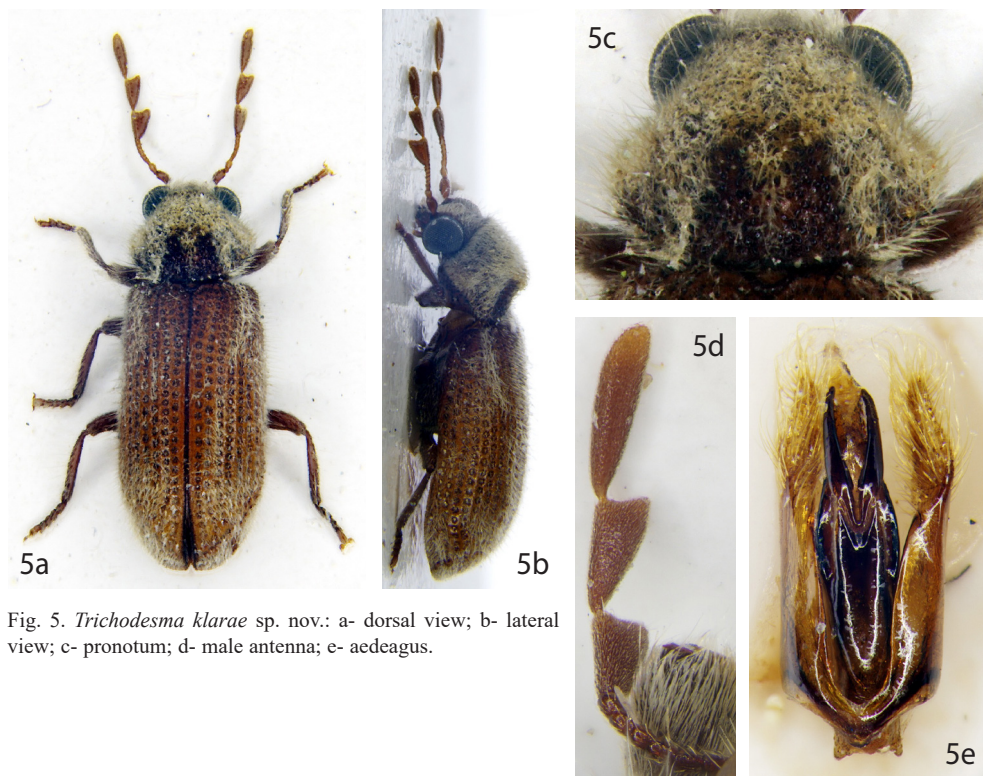 5a
5b
5c
5d
5e
Fig. 5. Trichodesma klarae sp. nov.: a- dorsal view; b- lateral
view; c- pronotum; d- male antenna; e- aedeagus.